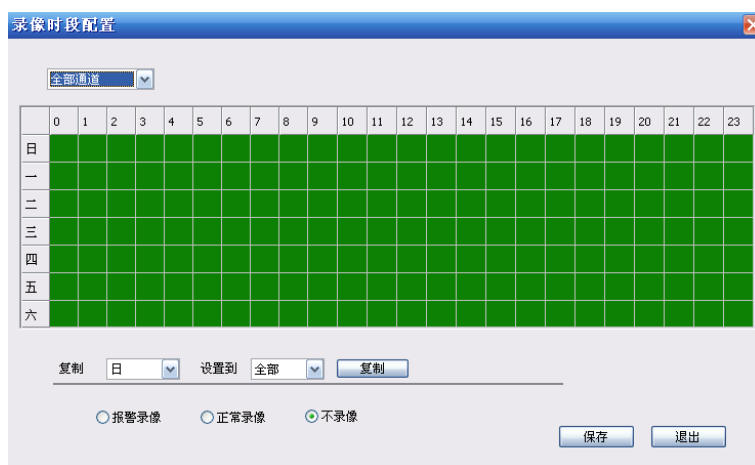 录像时段配置
全部通道
0 1 2 3 4 5 6 7 8 9 10 11 12 13 14 15 16 17 18 19 20 21 22 23
日
一
二
三
四
五
六
复制 日 设置到 全部 复制
报警录像 正常录像 不录像
保存 退出